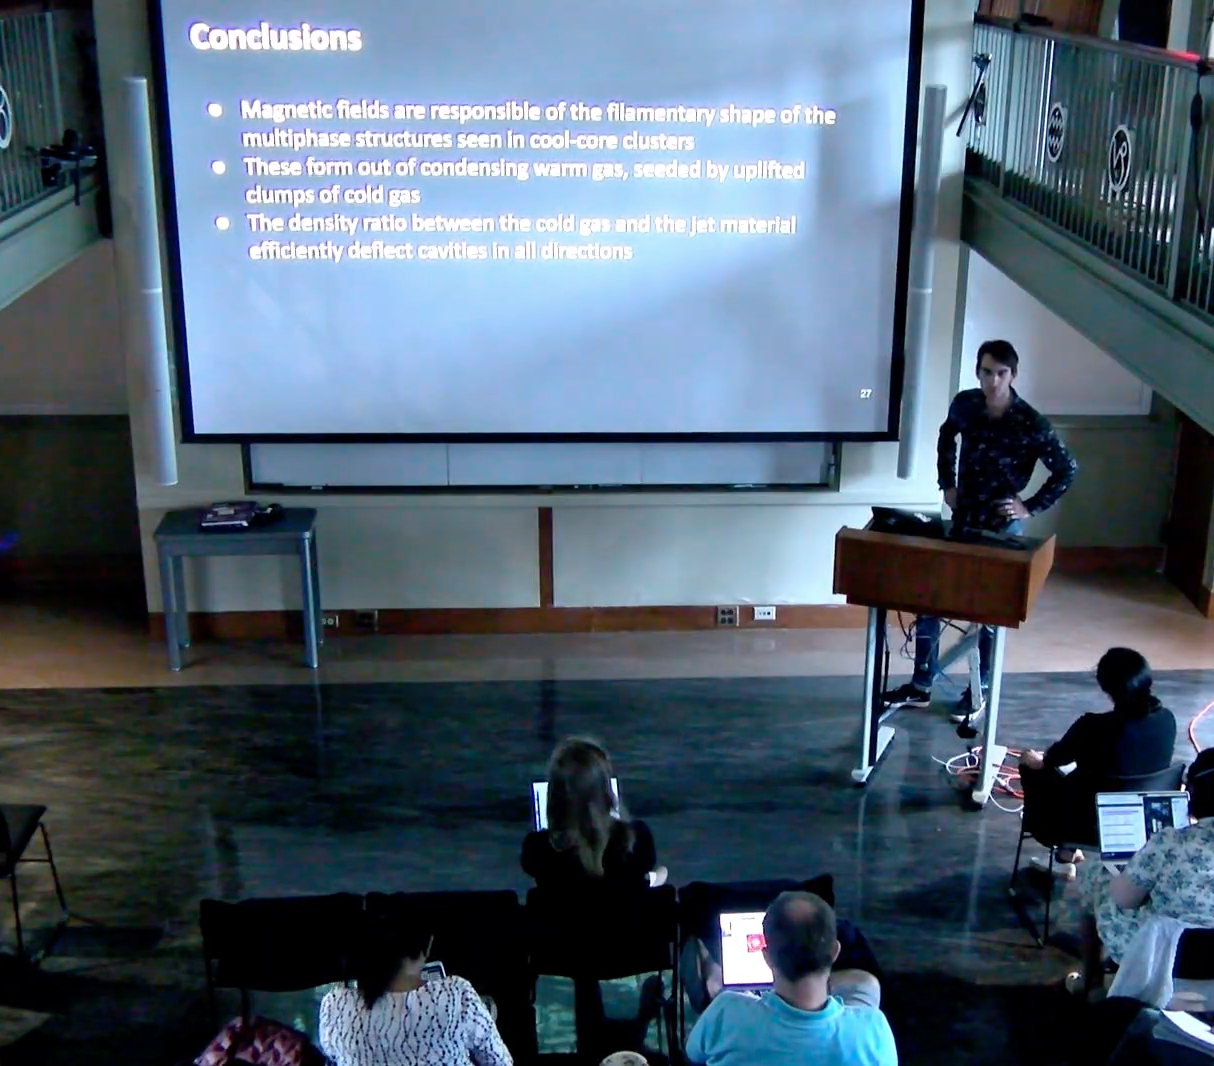 Conclusions
● Magnetic fields are responsible of the filamentary shape of the
multiphase structures seen in cool-core clusters
● These form out of condensing warm gas, seeded by uplifted
clumps of cold gas
● The density ratio between the cold gas and the jet material
efficiently deflect cavities in all directions
27